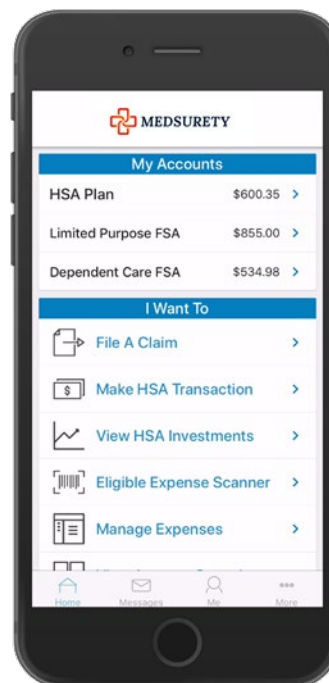 MEDSURETY
My Accounts
HSA Plan $600.35
Limited Purpose FSA $855.00
Dependent Care FSA $534.98
I Want To
File A Claim
$ Make HSA Transaction
View HSA Investments
Eligible Expense Scanner
Manage Expenses
Home Messages Me More